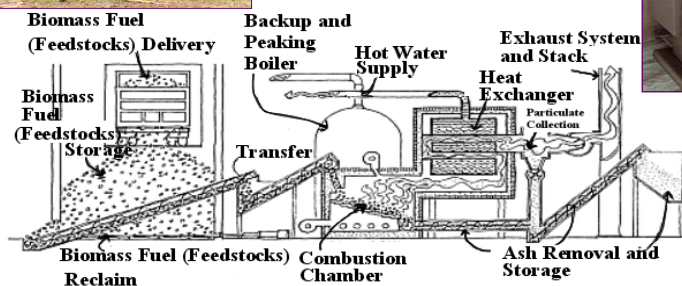 Biomass Fuel
(Feedstocks) Delivery
Backup and
Peaking
Boiler
Hot Water
Supply
Exhaust System
and Stack
Heat
Exchanger
Particulate
Collection
Biomass
Fuel
(Feedstocks)
Storage
Transfer
Biomass Fuel (Feedstocks)
Reclaim
Combustion
Chamber
Ash Removal and
Storage